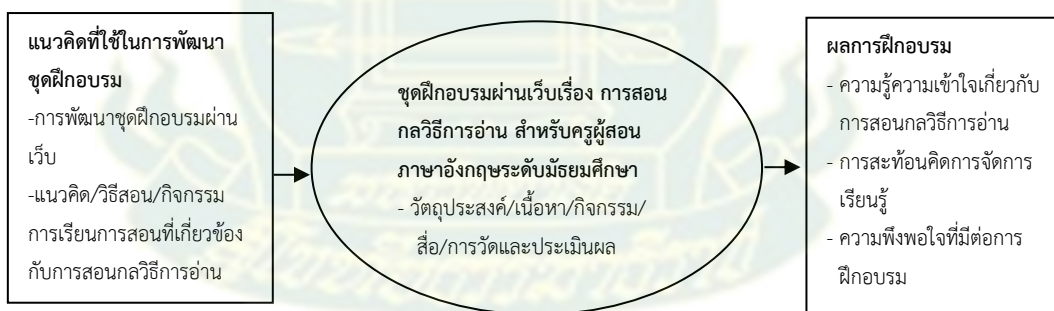 แนวคิดที่ใช้ในการพัฒนา
ชุดฝึกอบรม
-การพัฒนาชุดฝึกอบรมผ่าน
เว็บ
-แนวคิด/วิธีสอน/กิจกรรม
การเรียนการสอนที่เกี่ยวข้อง
กับการสอนกลวิธีการอ่าน
ชุดฝึกอบรมผ่านเว็บเรื่อง การสอน
กลวิธีการอ่าน สำหรับครูผู้สอน
ภาษาอังกฤษระดับมัธยมศึกษา
- วัตถุประสงค์/เนื้อหา/กิจกรรม/
สื่อ/การวัดและประเมินผล
ผลการฝึกอบรม
- ความรู้ความเข้าใจเกี่ยวกับ
การสอนกลวิธีการอ่าน
- การสะท้อนคิดการจัดการ
เรียนรู้
- ความพึงพอใจที่มีต่อการ
ฝึกอบรม